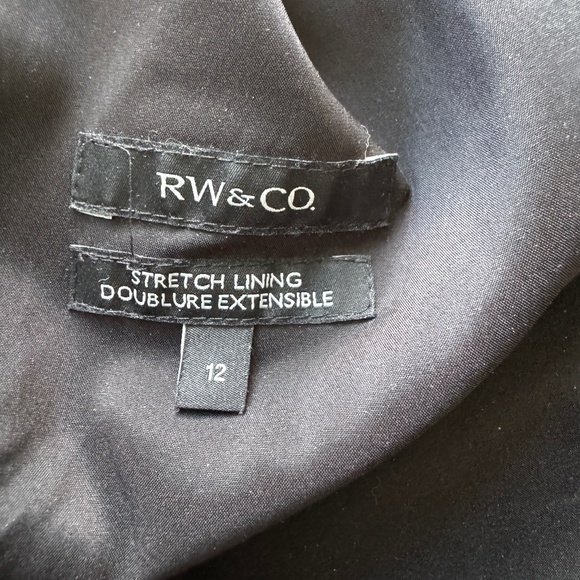 RW&CO.
STRETCH LINING
DOUBLURE EXTENSIBLE
12